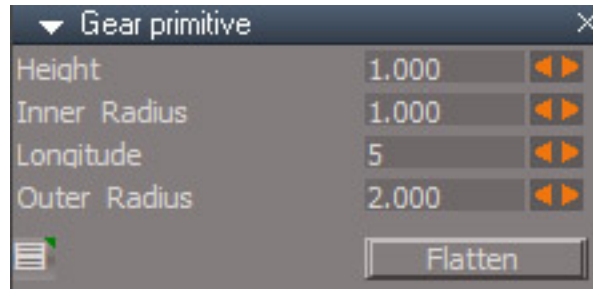 Gear primitive
Height 1.000
Inner Radius 1.000
Longitude 5
Outer Radius 2.000
Flatten